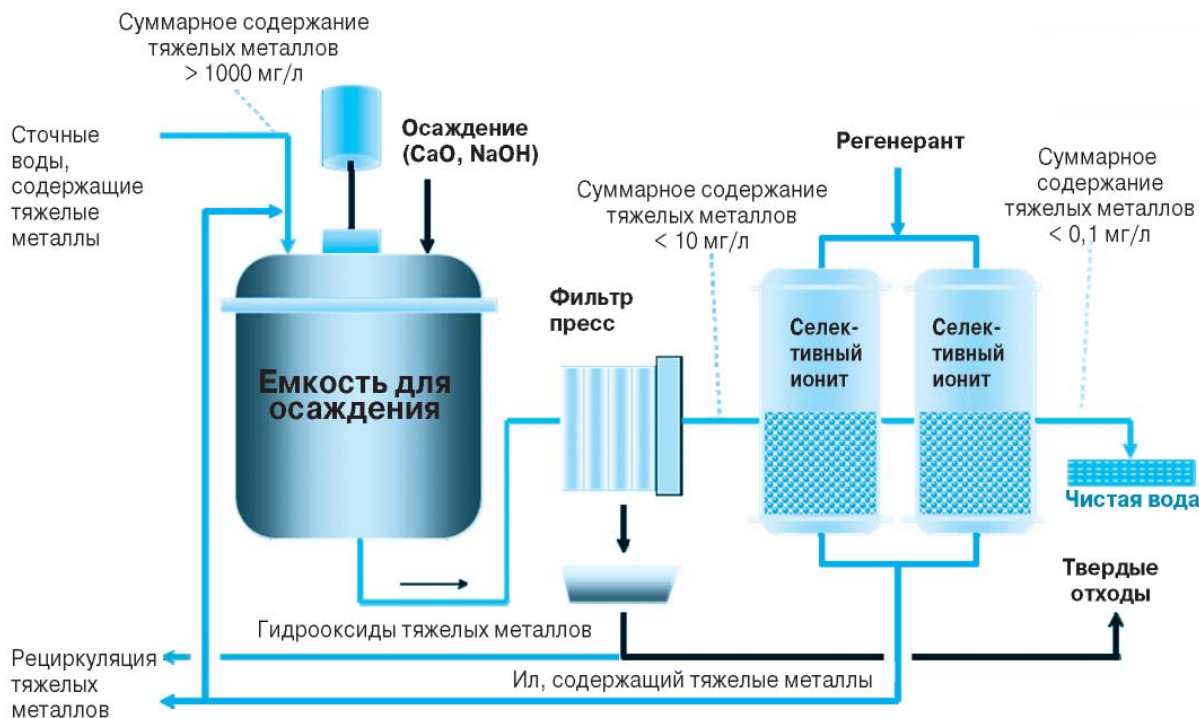 Суммарное содержание
тяжелых металлов
> 1000 мг/л
Сточные
воды,
содержащие
тяжелые
металлы
Осаждение
(CaO, NaOH)
Регенерант
Суммарное
содержание
тяжелых металлов
< 0,1 мг/л
Суммарное содержание
тяжелых металлов
< 10 мг/л
Фильтр
пресс
Емкость для
осаждения
Селек-
тивный
ионит
Селек-
тивный
ионит
Чистая вода
Твердые
отходы
Гидрооксиды тяжелых металлов
Рециркуляция
тяжелых
металлов
Ил, содержащий тяжелые металлы